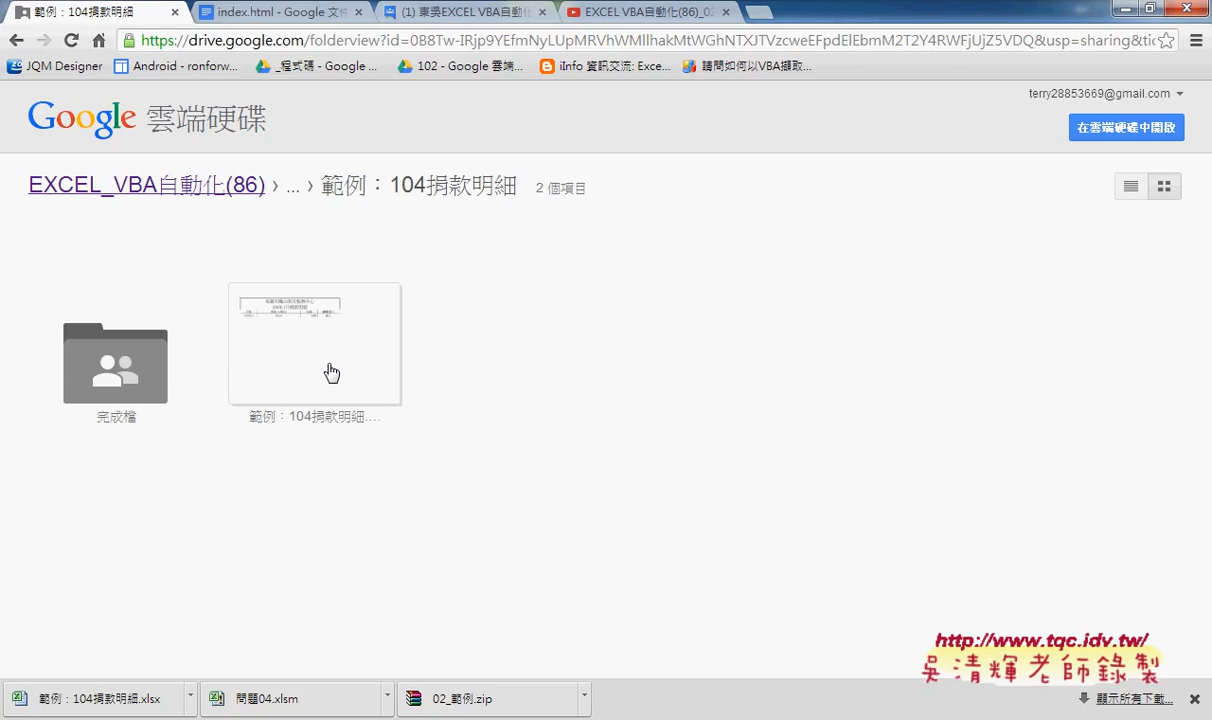 範例：104捐款明細
index.html - Google 文件
(1) 東吳EXCEL VBA自動化
EXCEL VBA自動化(86)_02
https://drive.google.com/folderview?id=0B8Tw-IRjp9YEfmNyLUpMRVhWMllhakMtWGhNTXJTVzcweEFpdElEbmM2T2Y4RWFjUjZ5VDQ&usp=sharing&tic
JQM Designer
Android - ronforw...
_程式碼 - Google ...
102 - Google 雲端...
iInfo 資訊交流: Exce...
請問如何以VBA擷取...
terry28853669@gmail.com
Google 雲端硬碟
在雲端硬碟中開啟
EXCEL_VBA自動化(86) › ... › 範例：104捐款明細 2 個項目
完成檔
範例：104捐款明細....
http://www.tqc.idv.tw/
吳清輝老師錄製
範例：104捐款明細.xlsx
問題04.xlsm
02_範例.zip
顯示所有下載...